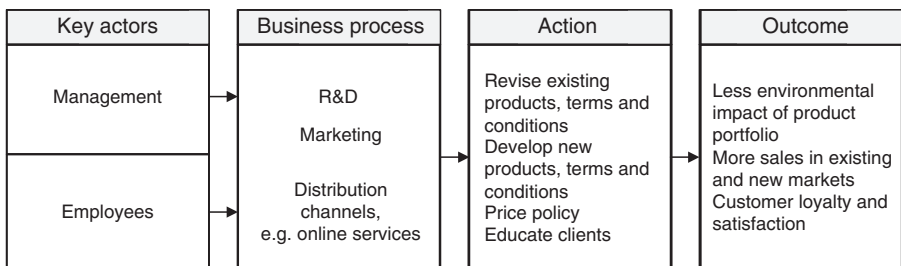 Key actors
Management
Employees
Business process
R&D
Marketing
Distribution
channels,
e.g. online services
Action
Revise existing
products, terms and
conditions
Develop new
products, terms and
conditions
Price policy
Educate clients
Outcome
Less environmental
impact of product
portfolio
More sales in existing
and new markets
Customer loyalty and
satisfaction